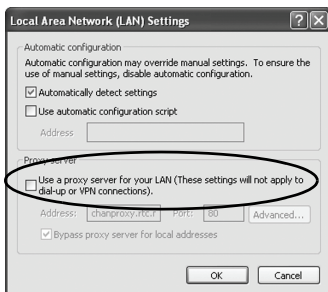 Local Area Network (LAN) Settings
Automatic configuration
Automatic configuration may override manual settings. To ensure the
use of manual settings, disable automatic configuration.
Automatically detect settings
Use automatic configuration script
Address
Proxy server
Use a proxy server for your LAN (These settings will not apply to
dial-up or VPN connections).
Address: chanproxy.rtc.r Port: 80 Advanced...
Bypass proxy server for local addresses
OK Cancel